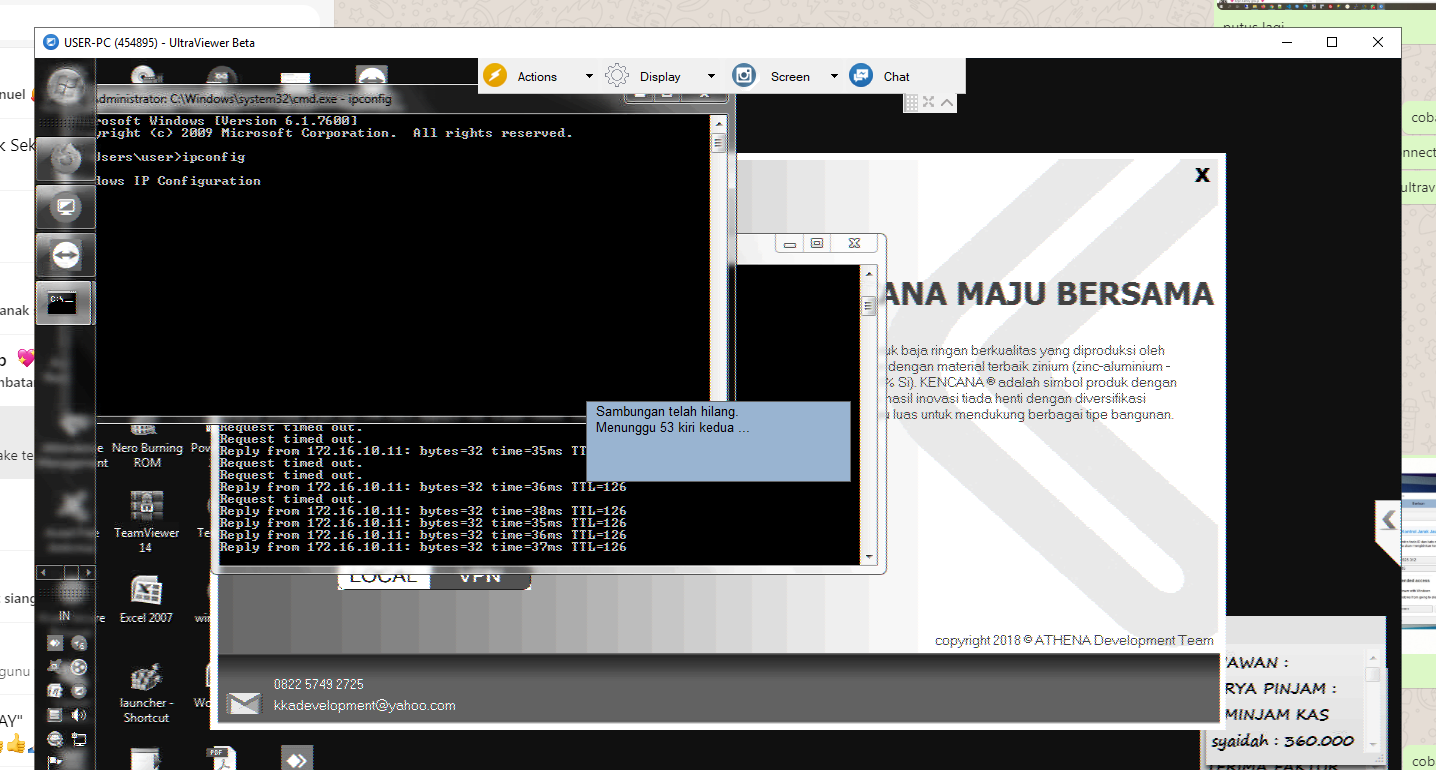 putus lagi
USER-PC (454895) - UltraViewer Beta
Actions
Display
Screen
Chat
nuel
Administrator: C:\Windows\system32\cmd.exe - ipconfig
rosoft Windows [Version 6.1.7600]
yright (c) 2009 Microsoft Corporation. All rights reserved.
coba
k Sek
nnect
sers\user>ipconfig
X
dows IP Configuration
ultrav
ANA MAJU BERSAMA
anak
uk baja ringan berkualitas yang diproduksi oleh
dengan material terbaik zinium (zinc-aluminium -
% Si). KENCANA ® adalah simbol produk dengan
hasil inovasi tiada henti dengan diversifikasi
u luas untuk mendukung berbagai tipe bangunan.
mbatan
Sambungan telah hilang.
Menunggu 53 kiri kedua ...
Request timed out.
Request timed out.
Reply from 172.16.10.11: bytes=32 time=35ms TT
Request timed out.
Request timed out.
Reply from 172.16.10.11: bytes=32 time=36ms TTL=126
Request timed out.
Reply from 172.16.10.11: bytes=32 time=38ms TTL=126
Reply from 172.16.10.11: bytes=32 time=35ms TTL=126
Reply from 172.16.10.11: bytes=32 time=36ms TTL=126
Reply from 172.16.10.11: bytes=32 time=37ms TTL=126
Nero Burning
ROM
Pow
ake te
TeamViewer
14
Te
LOCAL VPN
siang
IN
Excel 2007
win
copyright 2018 © ATHENA Development Team
gunu
launcher -
Shortcut
Wo
0822 5749 2725
kkadevelopment@yahoo.com
AWAN :
RYA PINJAM :
MINJAM KAS
syaidah : 360.000
TERIMA FAKTUR
AY"
PDF
coba